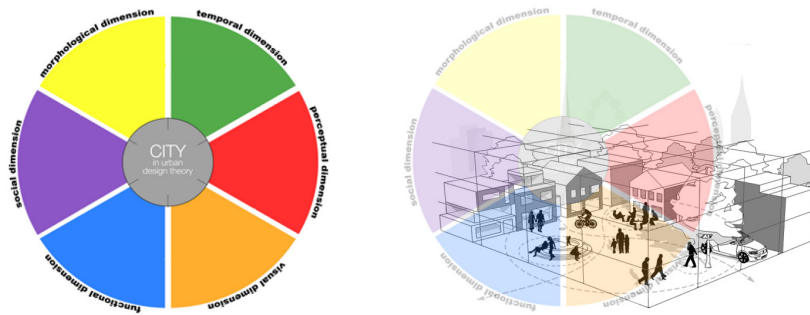 morphological dimension
temporal dimension
social dimension
CITY
in urban
design theory
perceptual dimension
functional dimension
visual dimension
morphological dimension
temporal dimension
social dimension
functional dimension